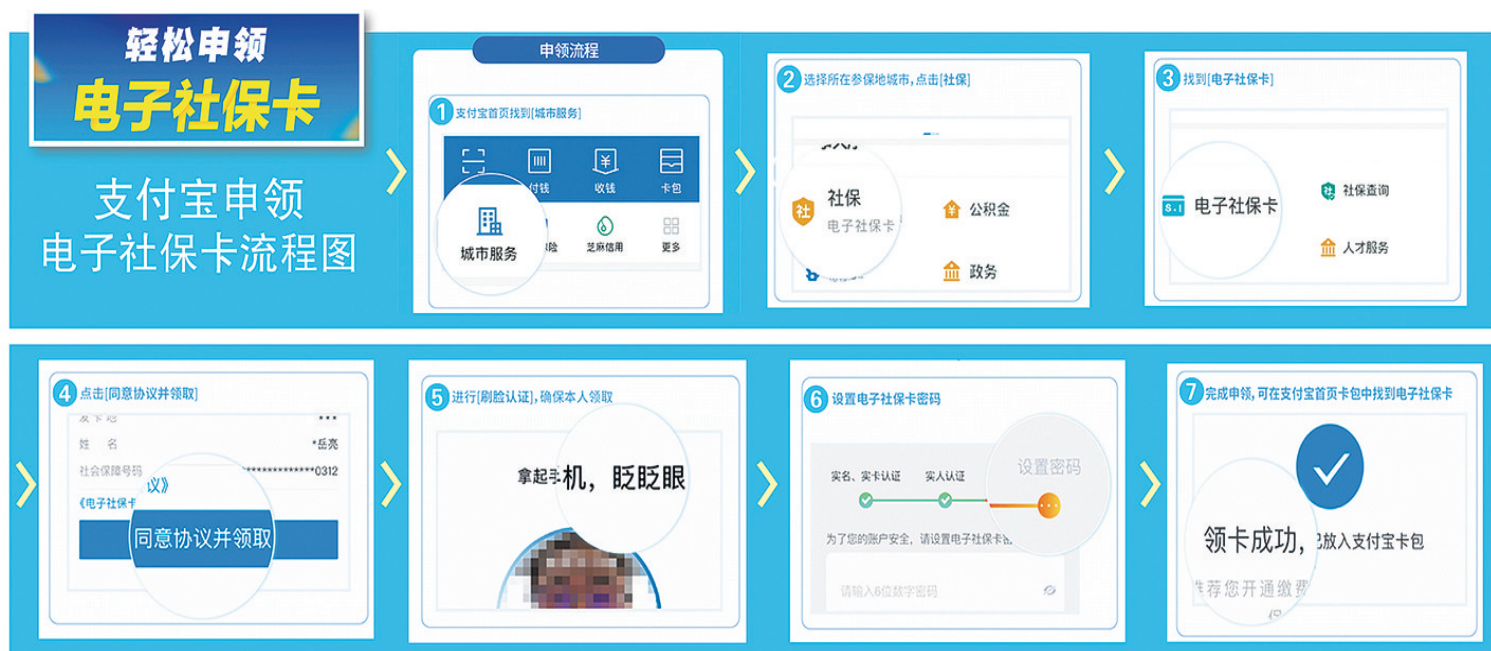 轻松申领
电子社保卡
支付宝申领
电子社保卡流程图
申领流程
1 支付宝首页找到[城市服务]
付钱
收钱
卡包
城市服务
险
芝麻信用
更多
2 选择所在参保地城市,点击[社保]
社 社保
电子社保卡
公积金
政务
3 找到[电子社保卡]
S.I 电子社保卡
社 社保查询
人才服务
4 点击[同意协议并领取]
发卡地 ***
姓 名 *岳亮
社会保障号码 **************0312
《电子社保卡
议》
同意协议并领取
5 进行[刷脸认证],确保本人领取
拿起手机，眨眨眼
6 设置电子社保卡密码
实名、实卡认证
实人认证
设置密码
为了您的账户安全，请设置电子社保卡密
请输入6位数字密码
7 完成申领,可在支付宝首页卡包中找到电子社保卡
领卡成功，已放入支付宝卡包
推荐您开通缴费